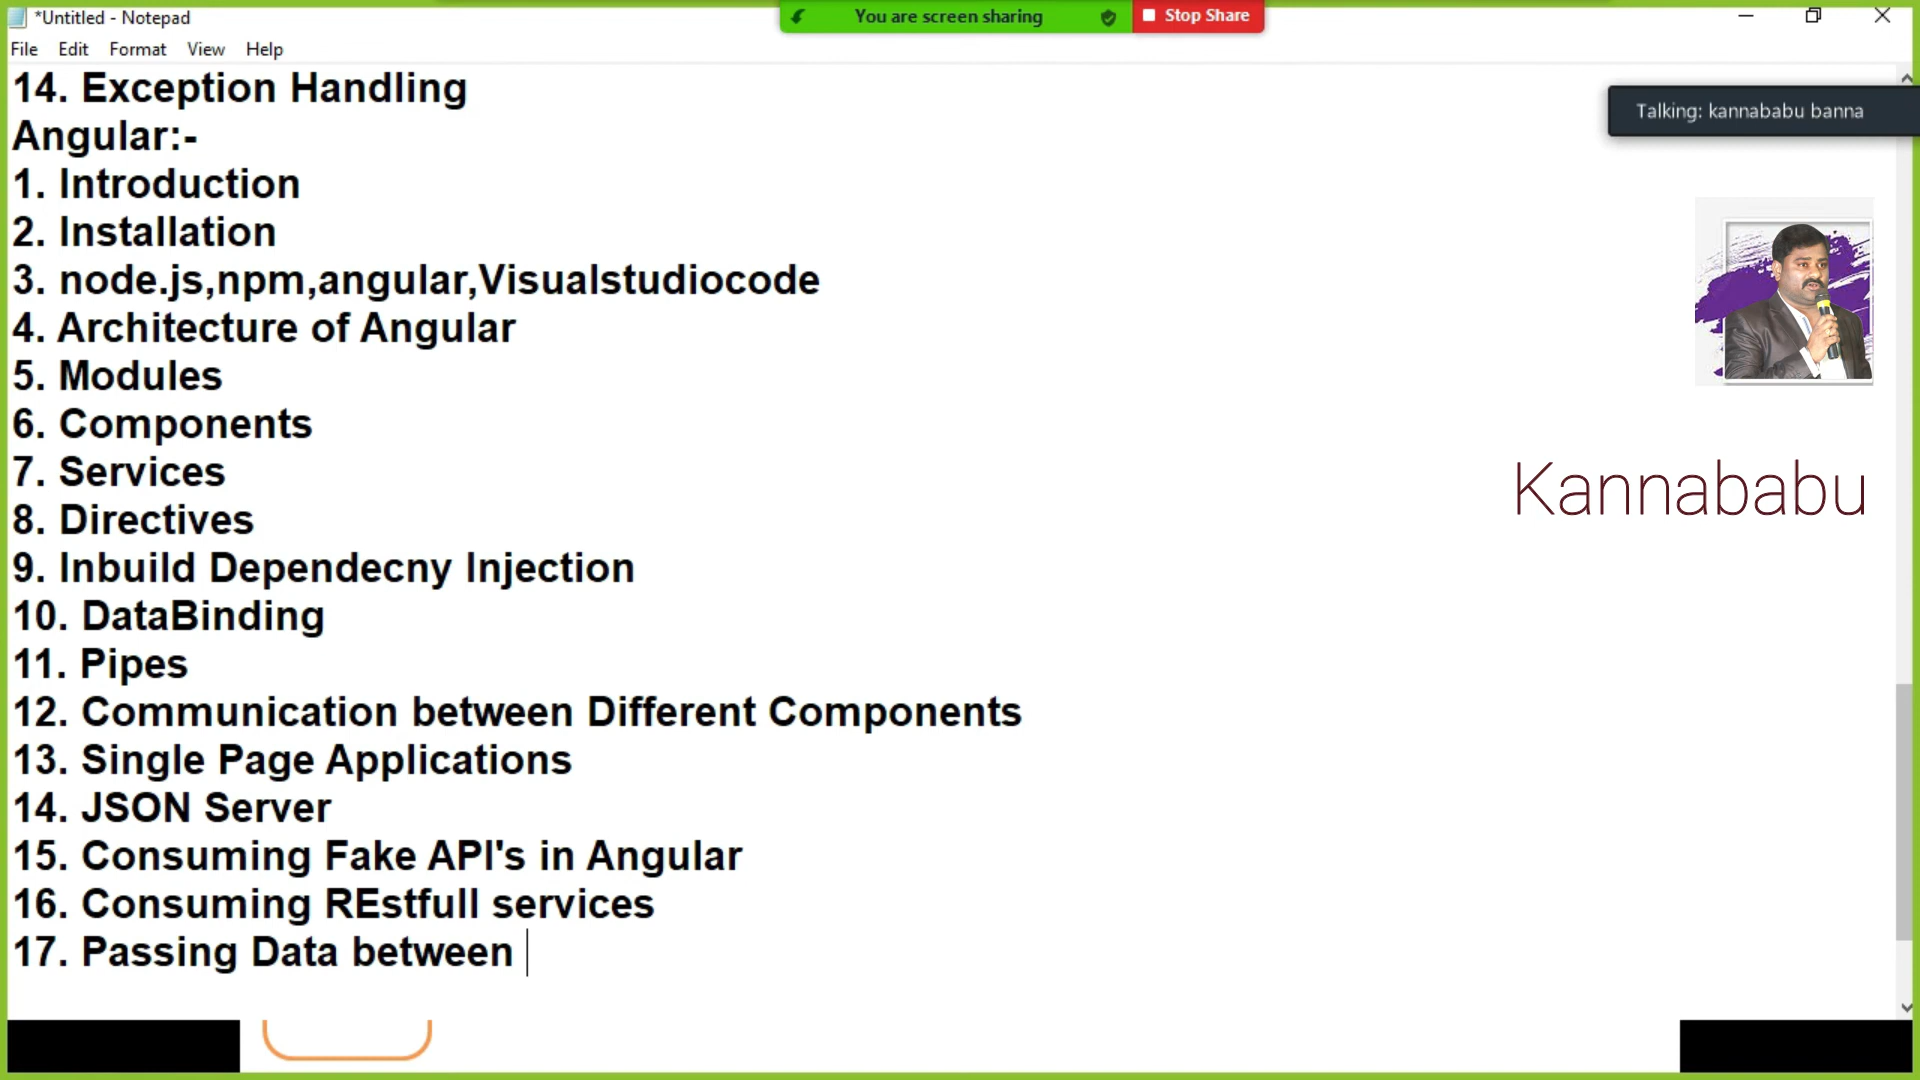 *Untitled - Notepad
You are screen sharing
Stop Share
File Edit Format View Help
Talking: kannababu banna
14. Exception Handling
Angular:-
1. Introduction
2. Installation
3. node.js,npm,angular,Visualstudiocode
4. Architecture of Angular
5. Modules
6. Components
7. Services
8. Directives
9. Inbuild Dependecny Injection
10. DataBinding
11. Pipes
12. Communication between Different Components
13. Single Page Applications
14. JSON Server
15. Consuming Fake API's in Angular
16. Consuming REstfull services
17. Passing Data between
Kannababu